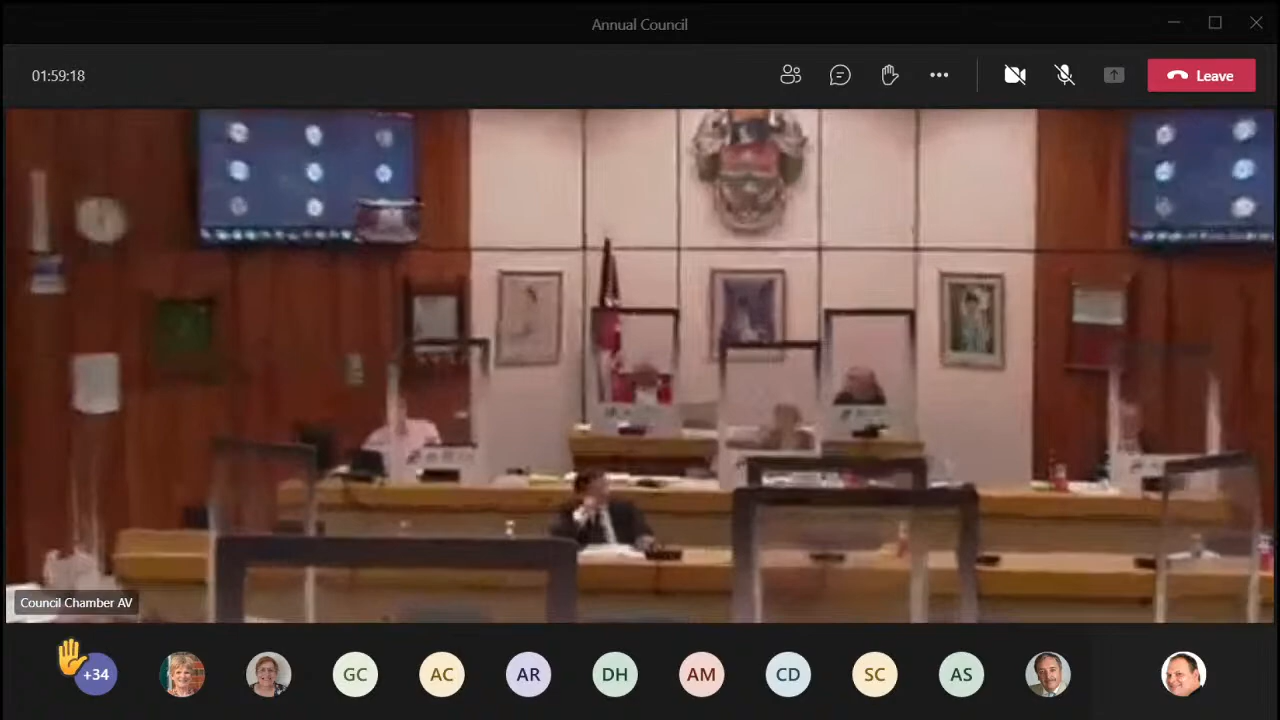 Annual Council
01:59:18
Leave
Council Chamber AV
+34
GC
AC
AR
DH
AM
CD
SC
AS